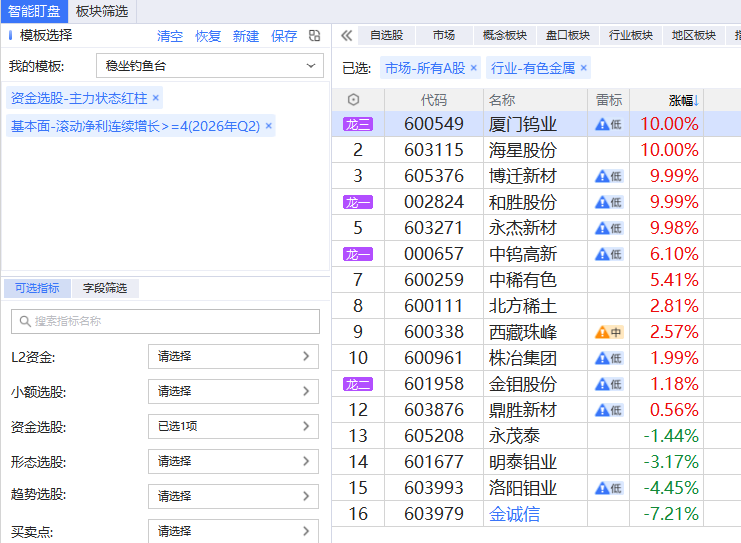 智能盯盘 板块筛选
模板选择 清空 恢复 新建 保存
我的模板: 稳坐钓鱼台
资金选股-主力状态红柱 ×
基本面-滚动净利连续增长>=4(2026年Q2) ×
可选指标 字段筛选
搜索指标名称
L2资金: 请选择
小额选股: 请选择
资金选股: 已选1项
形态选股: 请选择
趋势选股: 请选择
买卖点: 请选择
自选股 市场 概念板块 盘口板块 行业板块 地区板块
已选: 市场-所有A股 × 行业-有色金属 ×
代码 名称 雷标 涨幅↓
龙三 600549 厦门钨业 低 10.00%
2 603115 海星股份 10.00%
3 605376 博迁新材 低 9.99%
龙一 002824 和胜股份 低 9.99%
5 603271 永杰新材 低 9.98%
龙一 000657 中钨高新 低 6.10%
7 600259 中稀有色 5.41%
8 600111 北方稀土 2.81%
9 600338 西藏珠峰 中 2.57%
10 600961 株冶集团 低 1.99%
龙二 601958 金钼股份 低 1.18%
12 603876 鼎胜新材 低 0.56%
13 605208 永茂泰 -1.44%
14 601677 明泰铝业 -3.17%
15 603993 洛阳钼业 低 -4.45%
16 603979 金诚信 -7.21%